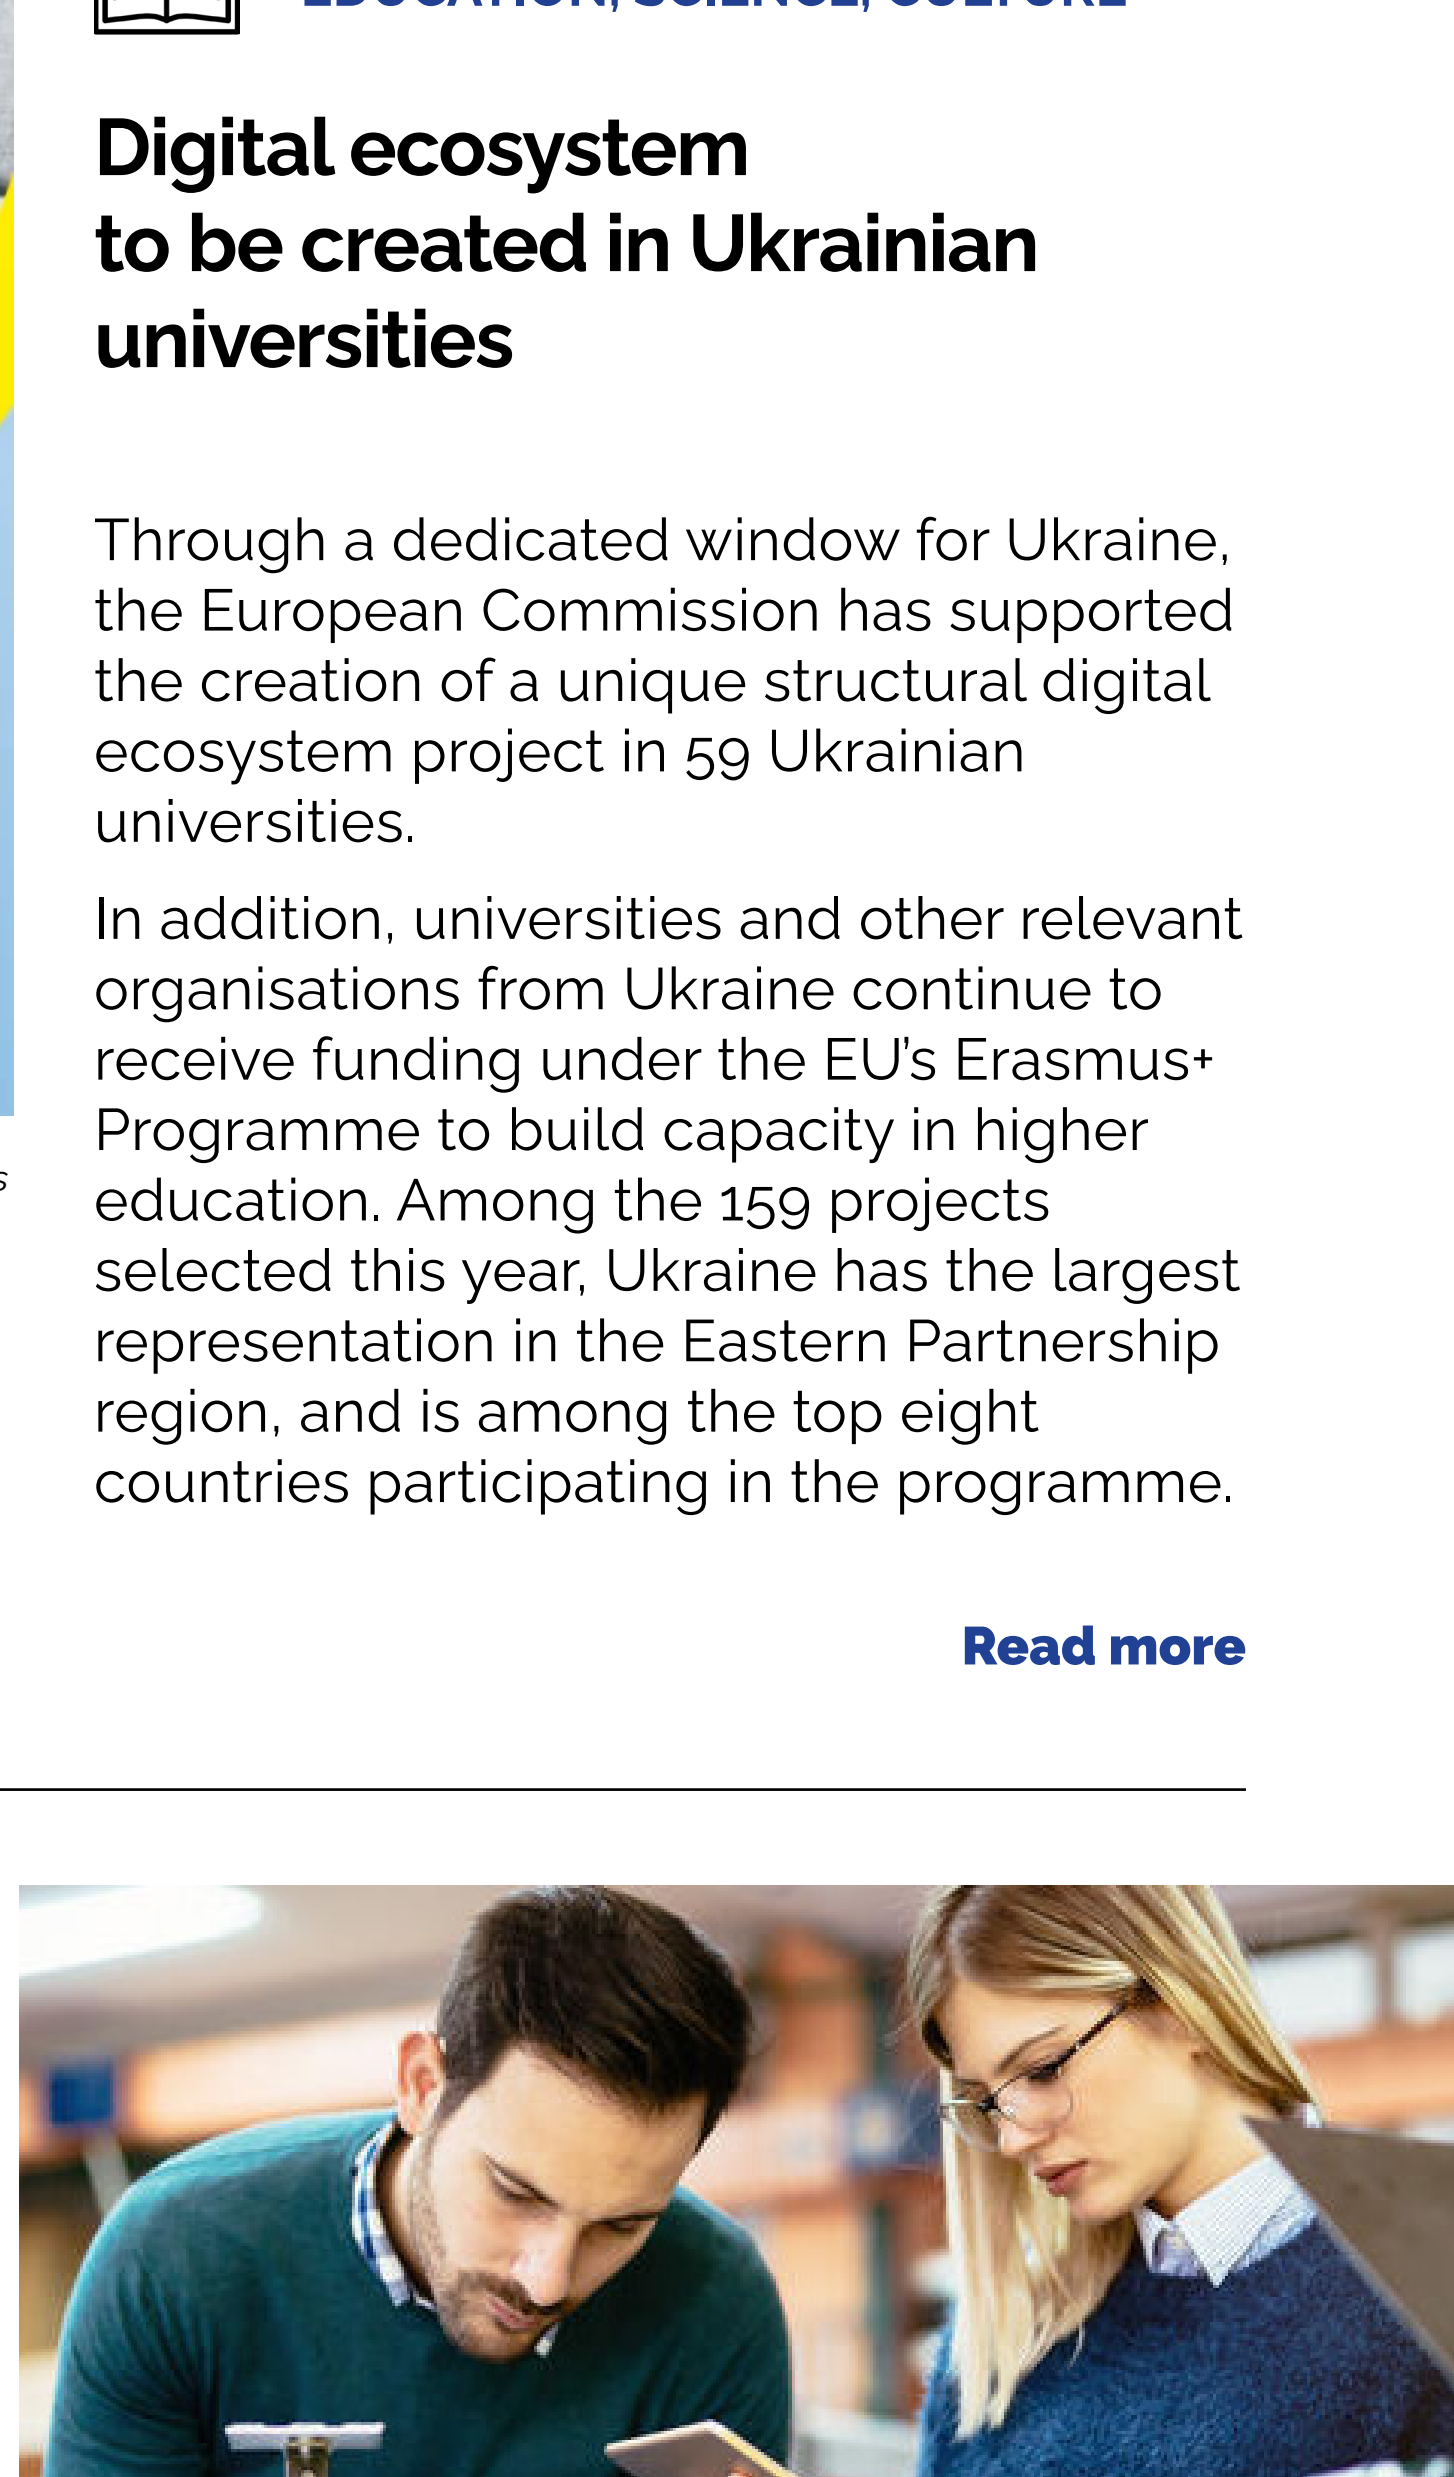 EDUCATION, SCIENCE, CULTURE
Digital ecosystem
to be created in Ukrainian
universities
Through a dedicated window for Ukraine,
the European Commission has supported
the creation of a unique structural digital
ecosystem project in 59 Ukrainian
universities.
In addition, universities and other relevant
organisations from Ukraine continue to
receive funding under the EU’s Erasmus+
Programme to build capacity in higher
education. Among the 159 projects
selected this year, Ukraine has the largest
representation in the Eastern Partnership
region, and is among the top eight
countries participating in the programme.
Read more